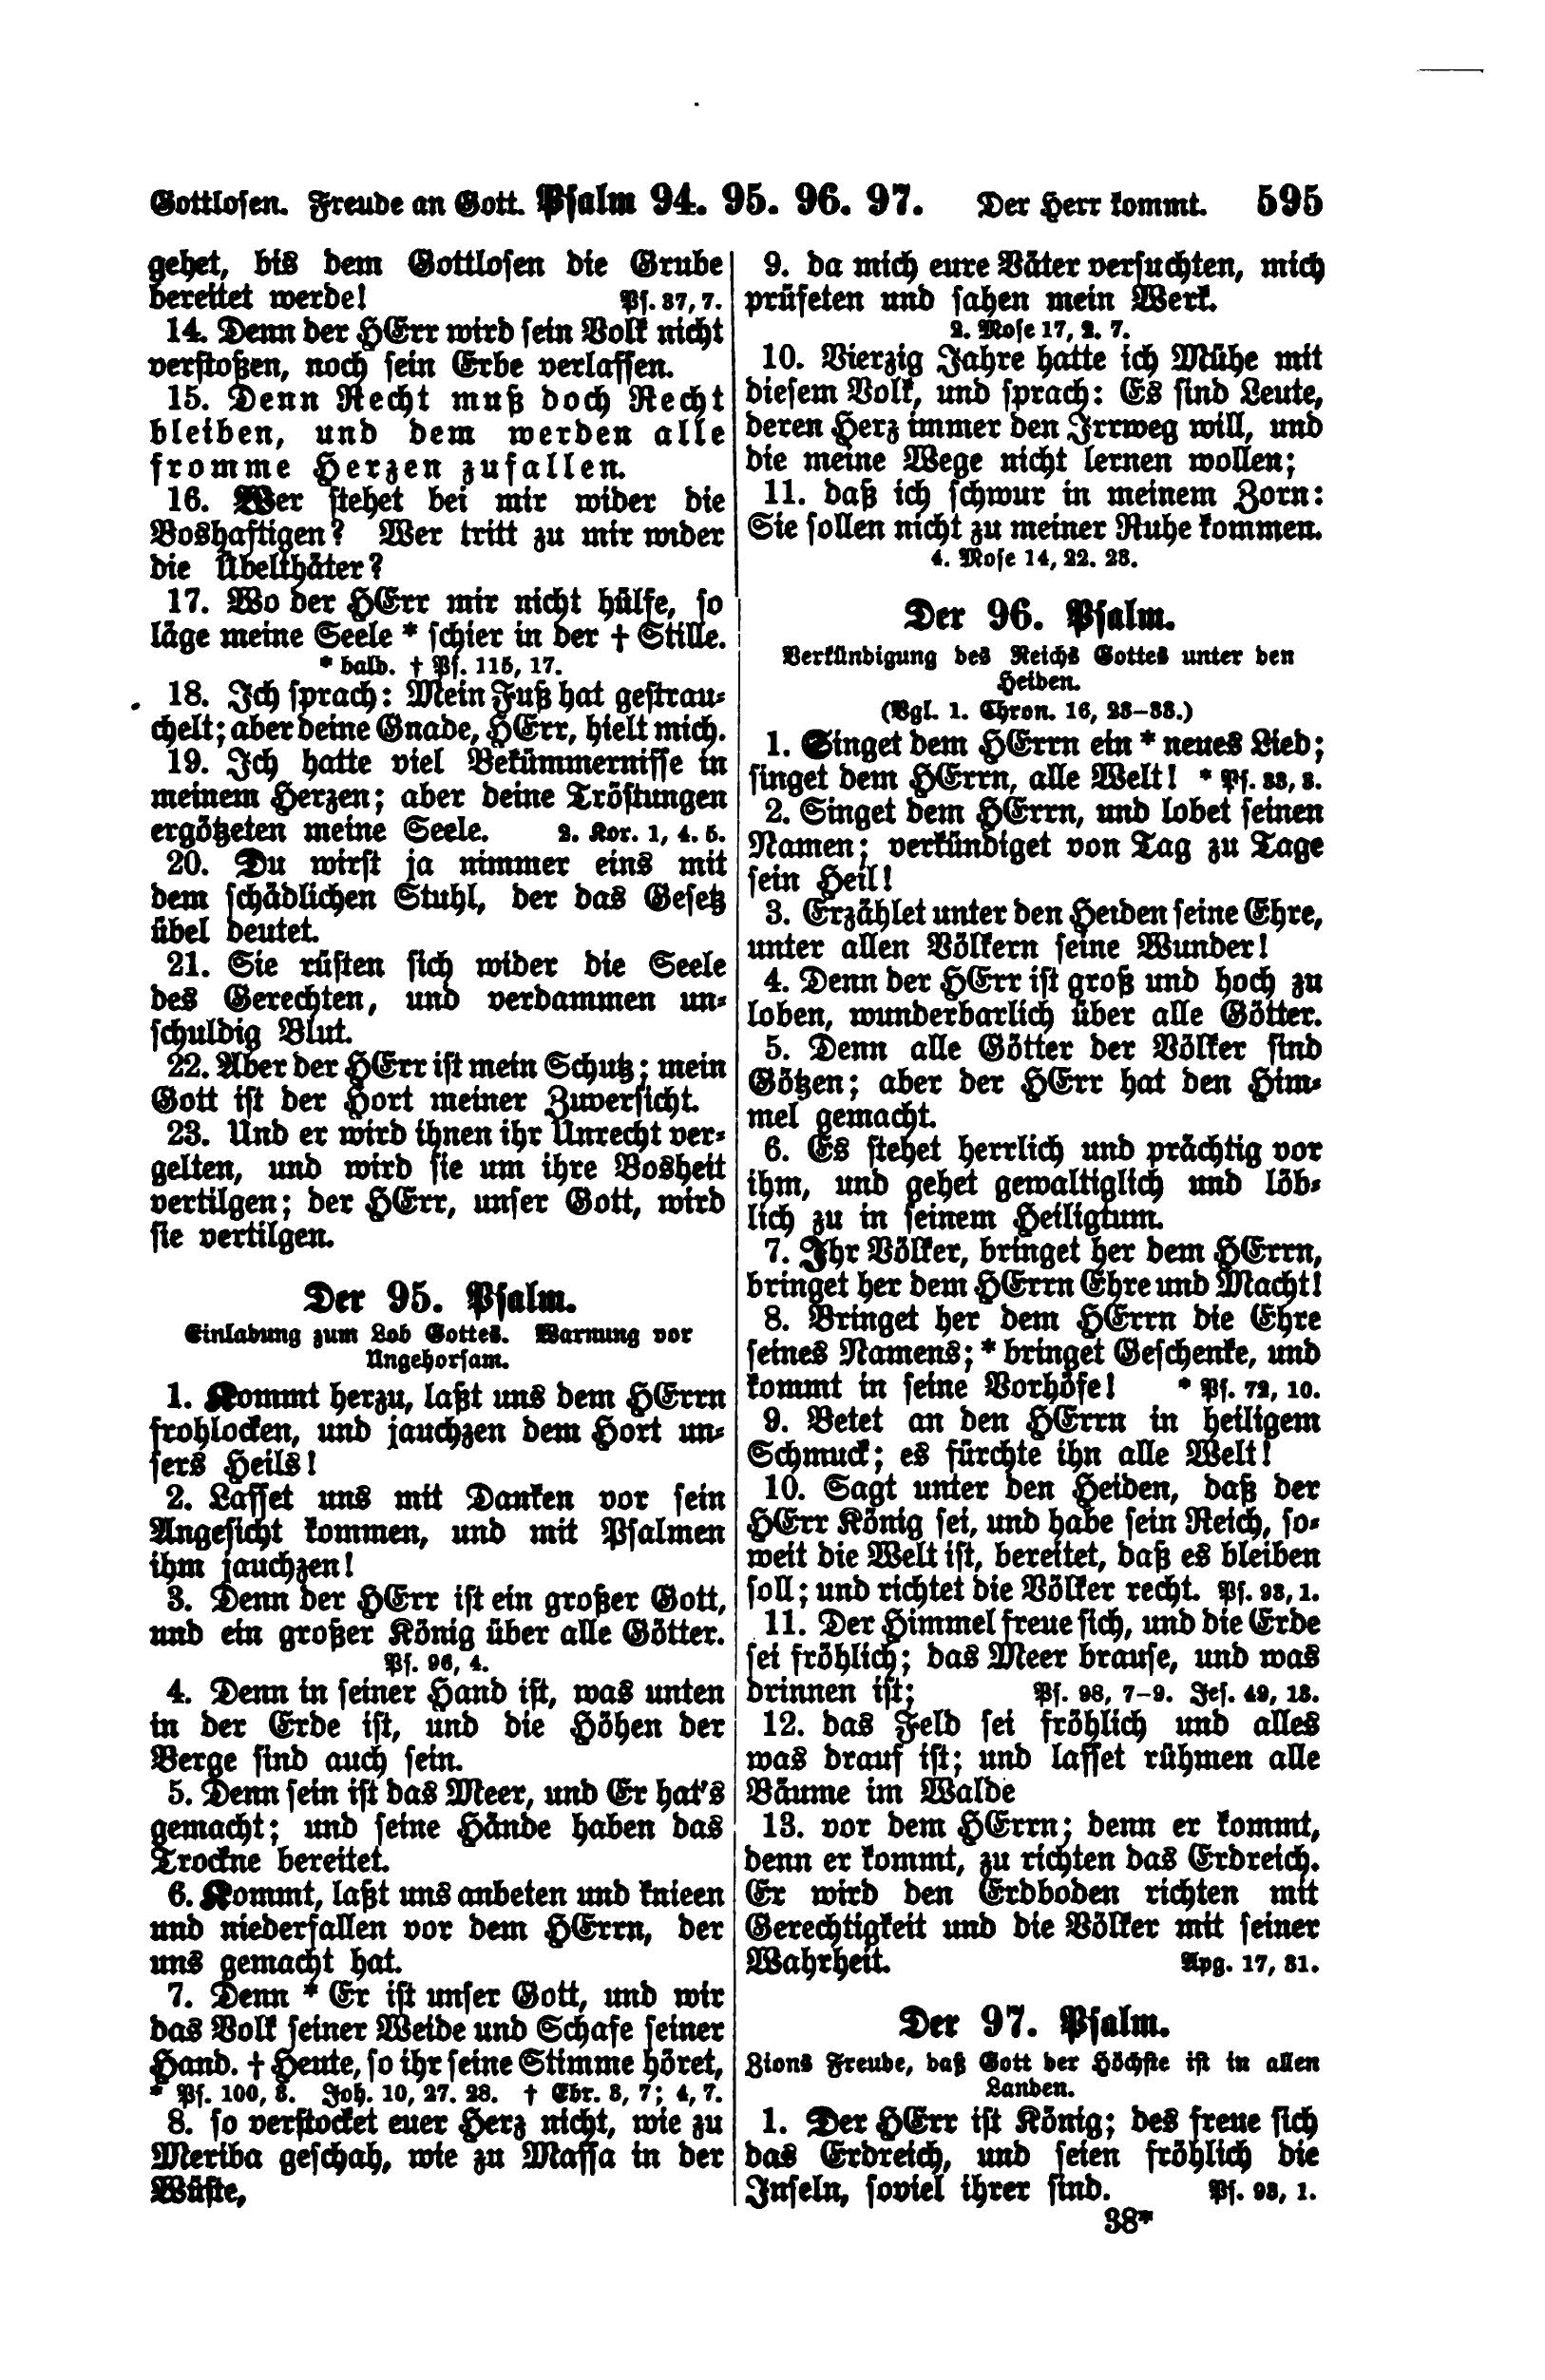 Gottlosen. Freude an Gott. Psalm 94. 95. 96. 97. Der Herr kommt. 595
gehet, bis dem Gottlosen die Grube
bereitet werde! Ps. 37, 7.
14. Denn der HErr wird sein Volk nicht
verstoßen, noch sein Erbe verlassen.
15. Denn Recht muß doch Recht
bleiben, und dem werden alle
fromme Herzen zufallen.
16. Wer stehet bei mir wider die
Boshaftigen? Wer tritt zu mir wider
die Übelthäter?
17. Wo der HErr mir nicht hülfe, so
läge meine Seele * schier in der † Stille.
* bald. † Ps. 115, 17.
18. Ich sprach: Mein Fuß hat gestrau-
chelt; aber deine Gnade, HErr, hielt mich.
19. Ich hatte viel Bekümmernisse in
meinem Herzen; aber deine Tröstungen
ergötzeten meine Seele. 2. Kor. 1, 4. 5.
20. Du wirst ja nimmer eins mit
dem schädlichen Stuhl, der das Gesetz
übel deutet.
21. Sie rüsten sich wider die Seele
des Gerechten, und verdammen un-
schuldig Blut.
22. Aber der HErr ist mein Schutz; mein
Gott ist der Hort meiner Zuversicht.
23. Und er wird ihnen ihr Unrecht ver-
gelten, und wird sie um ihre Bosheit
vertilgen; der HErr, unser Gott, wird
sie vertilgen.
Der 95. Psalm.
Einladung zum Lob Gottes. Warnung vor
Ungehorsam.
1. Kommt herzu, laßt uns dem HErrn
frohlocken, und jauchzen dem Hort un-
sers Heils!
2. Lasset uns mit Danken vor sein
Angesicht kommen, und mit Psalmen
ihm jauchzen!
3. Denn der HErr ist ein großer Gott,
und ein großer König über alle Götter.
Ps. 96, 4.
4. Denn in seiner Hand ist, was unten
in der Erde ist, und die Höhen der
Berge sind auch sein.
5. Denn sein ist das Meer, und Er hat's
gemacht; und seine Hände haben das
Trockne bereitet.
6. Kommt, laßt uns anbeten und knieen
und niederfallen vor dem HErrn, der
uns gemacht hat.
7. Denn * Er ist unser Gott, und wir
das Volk seiner Weide und Schafe seiner
Hand. † Heute, so ihr seine Stimme höret,
* Ps. 100, 3. Joh. 10, 27. 28. † Ebr. 3, 7; 4, 7.
8. so verstocket euer Herz nicht, wie zu
Meriba geschah, wie zu Massa in der
Wüste,
9. da mich eure Väter versuchten, mich
prüfeten und sahen mein Werk.
2. Mose 17, 2. 7.
10. Vierzig Jahre hatte ich Mühe mit
diesem Volk, und sprach: Es sind Leute,
deren Herz immer den Irrweg will, und
die meine Wege nicht lernen wollen;
11. daß ich schwur in meinem Zorn:
Sie sollen nicht zu meiner Ruhe kommen.
4. Mose 14, 22. 23.
Der 96. Psalm.
Verkündigung des Reichs Gottes unter den
Heiden.
(Vgl. 1. Chron. 16, 23–33.)
1. Singet dem HErrn ein * neues Lied;
singet dem HErrn, alle Welt! * Ps. 33, 3.
2. Singet dem HErrn, und lobet seinen
Namen; verkündiget von Tag zu Tage
sein Heil!
3. Erzählet unter den Heiden seine Ehre,
unter allen Völkern seine Wunder!
4. Denn der HErr ist groß und hoch zu
loben, wunderbarlich über alle Götter.
5. Denn alle Götter der Völker sind
Götzen; aber der HErr hat den Him-
mel gemacht.
6. Es stehet herrlich und prächtig vor
ihm, und gehet gewaltiglich und löb-
lich zu in seinem Heiligtum.
7. Ihr Völker, bringet her dem HErrn,
bringet her dem HErrn Ehre und Macht!
8. Bringet her dem HErrn die Ehre
seines Namens; * bringet Geschenke, und
kommt in seine Vorhöfe! * Ps. 72, 10.
9. Betet an den HErrn in heiligem
Schmuck; es fürchte ihn alle Welt!
10. Sagt unter den Heiden, daß der
HErr König sei, und habe sein Reich, so-
weit die Welt ist, bereitet, daß es bleiben
soll; und richtet die Völker recht. Ps. 93, 1.
11. Der Himmel freue sich, und die Erde
sei fröhlich; das Meer brause, und was
drinnen ist; Ps. 98, 7–9. Jes. 49, 13.
12. das Feld sei fröhlich und alles
was drauf ist; und lasset rühmen alle
Bäume im Walde
13. vor dem HErrn; denn er kommt,
denn er kommt, zu richten das Erdreich.
Er wird den Erdboden richten mit
Gerechtigkeit und die Völker mit seiner
Wahrheit. Apg. 17, 31.
Der 97. Psalm.
Zions Freude, daß Gott der Höchste ist in allen
Landen.
1. Der HErr ist König; des freue sich
das Erdreich, und seien fröhlich die
Inseln, soviel ihrer sind. Ps. 93, 1.
38*